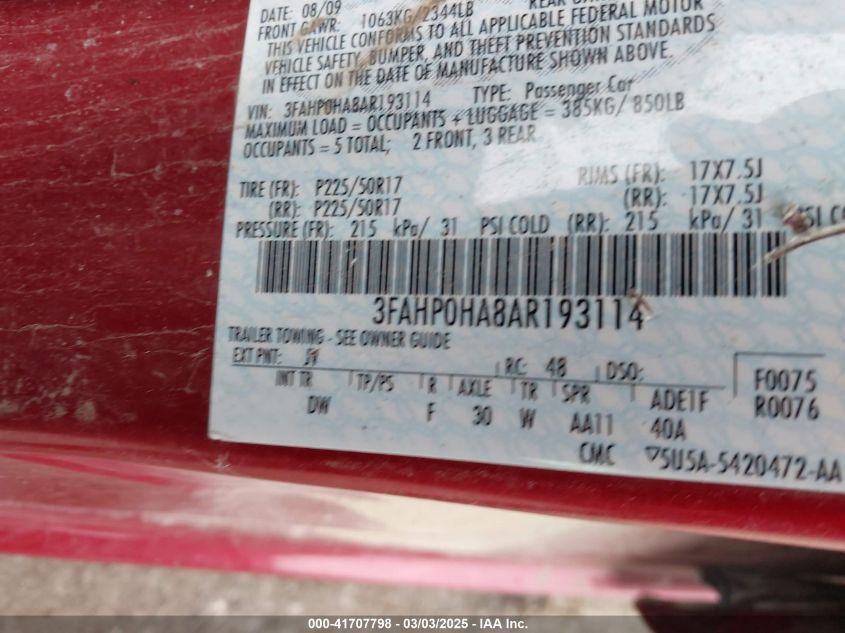 DATE: 08/09
FRONT GAWR: 1063KG/2344LB
THIS VEHICLE CONFORMS TO ALL APPLICABLE FEDERAL MOTOR
VEHICLE SAFETY, BUMPER, AND THEFT PREVENTION STANDARDS
IN EFFECT ON THE DATE OF MANUFACTURE SHOWN ABOVE.
VIN: 3FAHP0HA8AR193114 TYPE: Passenger Car
MAXIMUM LOAD = OCCUPANTS + LUGGAGE = 385KG/ 850LB
OCCUPANTS = 5 TOTAL; 2 FRONT, 3 REAR
TIRE (FR): P225/50R17 RIMS (FR): 17X7.5J
(RR): P225/50R17 (RR): 17X7.5J
PRESSURE (FR): 215 kPa/ 31 PSI COLD (RR): 215 kPa/ 31 PSI
3FAHP0HA8AR193114
TRAILER TOWING - SEE OWNER GUIDE
EXT PNT: RC: 48 DSO: F0075
INT TR TP/PS R AXLE TR SPR ADE1F R0076
DW F 30 W AA11 40A
CMC 5U5A-5420472-AA
000-41707798 - 03/03/2025 - IAA Inc.